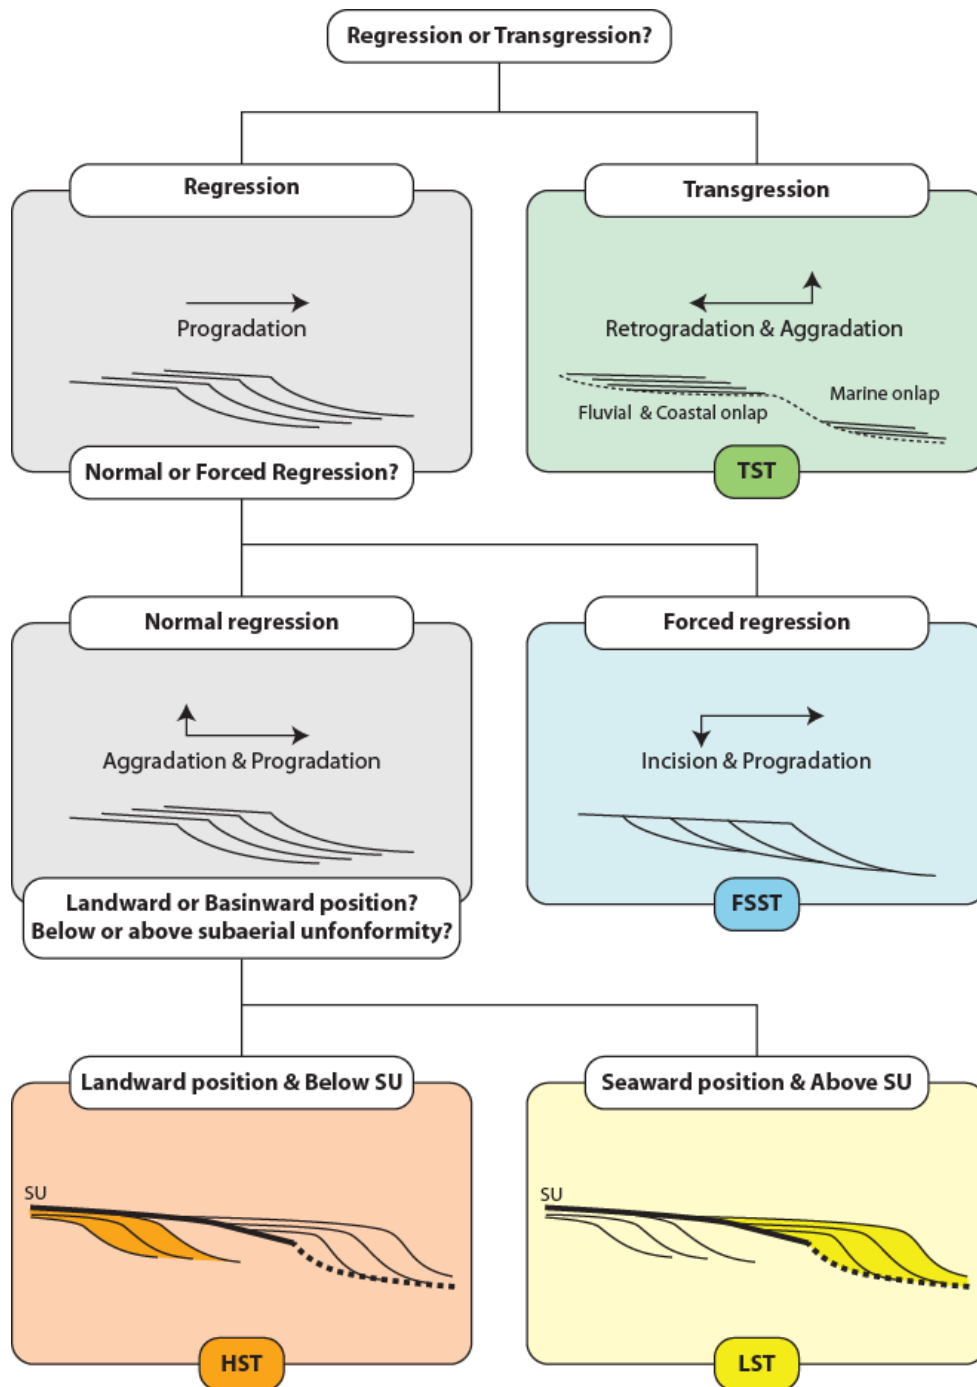 Regression or Transgression?
Regression
Transgression
Progradation
Retrogradation & Aggradation
Marine onlap
Fluvial & Coastal onlap
Normal or Forced Regression?
TST
Normal regression
Forced regression
Aggradation & Progradation
Incision & Progradation
Landward or Basinward position?
Below or above subaerial unfonformity?
FSST
Landward position & Below SU
Seaward position & Above SU
SU
SU
HST
LST